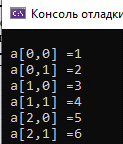 Консоль отладки
a[0,0] =1
a[0,1] =2
a[1,0] =3
a[1,1] =4
a[2,0] =5
a[2,1] =6